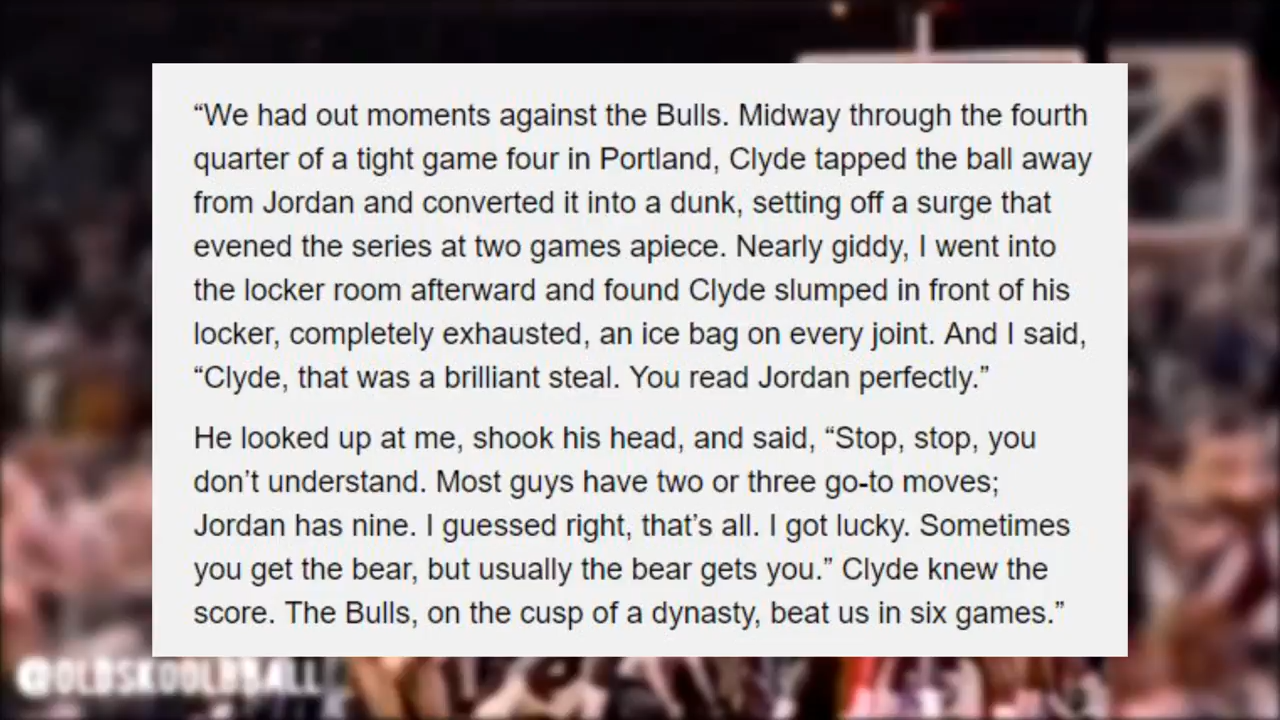 “We had out moments against the Bulls. Midway through the fourth
quarter of a tight game four in Portland, Clyde tapped the ball away
from Jordan and converted it into a dunk, setting off a surge that
evened the series at two games apiece. Nearly giddy, I went into
the locker room afterward and found Clyde slumped in front of his
locker, completely exhausted, an ice bag on every joint. And I said,
“Clyde, that was a brilliant steal. You read Jordan perfectly.”
He looked up at me, shook his head, and said, “Stop, stop, you
don’t understand. Most guys have two or three go-to moves;
Jordan has nine. I guessed right, that’s all. I got lucky. Sometimes
you get the bear, but usually the bear gets you.” Clyde knew the
score. The Bulls, on the cusp of a dynasty, beat us in six games.”
@OLDSKOOLBBALL